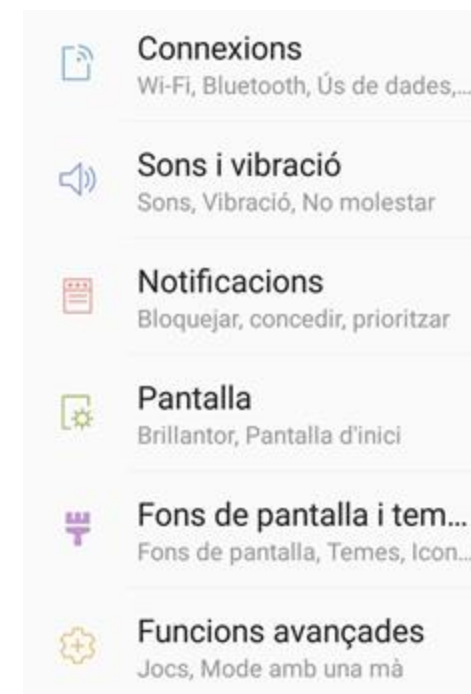 Connexions
Wi-Fi, Bluetooth, Ús de dades,...
Sons i vibració
Sons, Vibració, No molestar
Notificacions
Bloquejar, concedir, prioritzar
Pantalla
Brillantor, Pantalla d'inici
Fons de pantalla i tem...
Fons de pantalla, Temes, Icon...
Funcions avançades
Jocs, Mode amb una mà